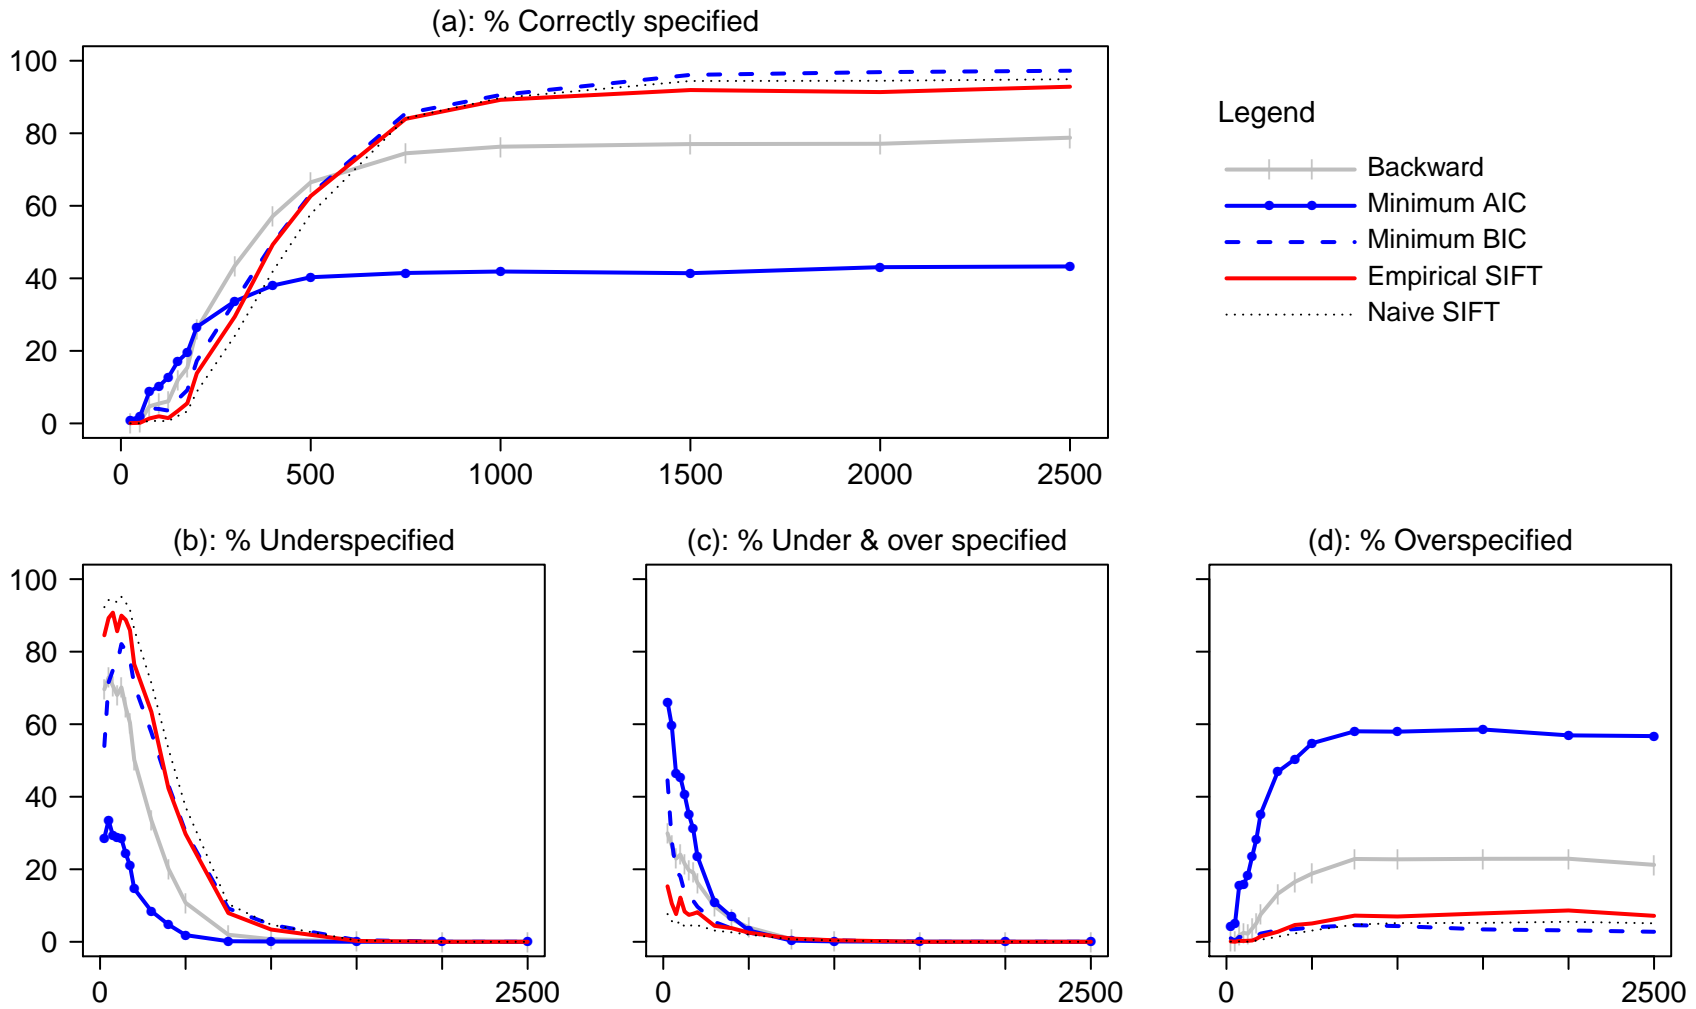 (a): % Correctly specified
100
80
60
40
20
0
0 500 1000 1500 2000 2500
Legend
Backward
Minimum AIC
Minimum BIC
Empirical SIFT
Naive SIFT
(b): % Underspecified
100
80
60
40
20
0
0 2500
(c): % Under & over specified
0 2500
(d): % Overspecified
0 2500